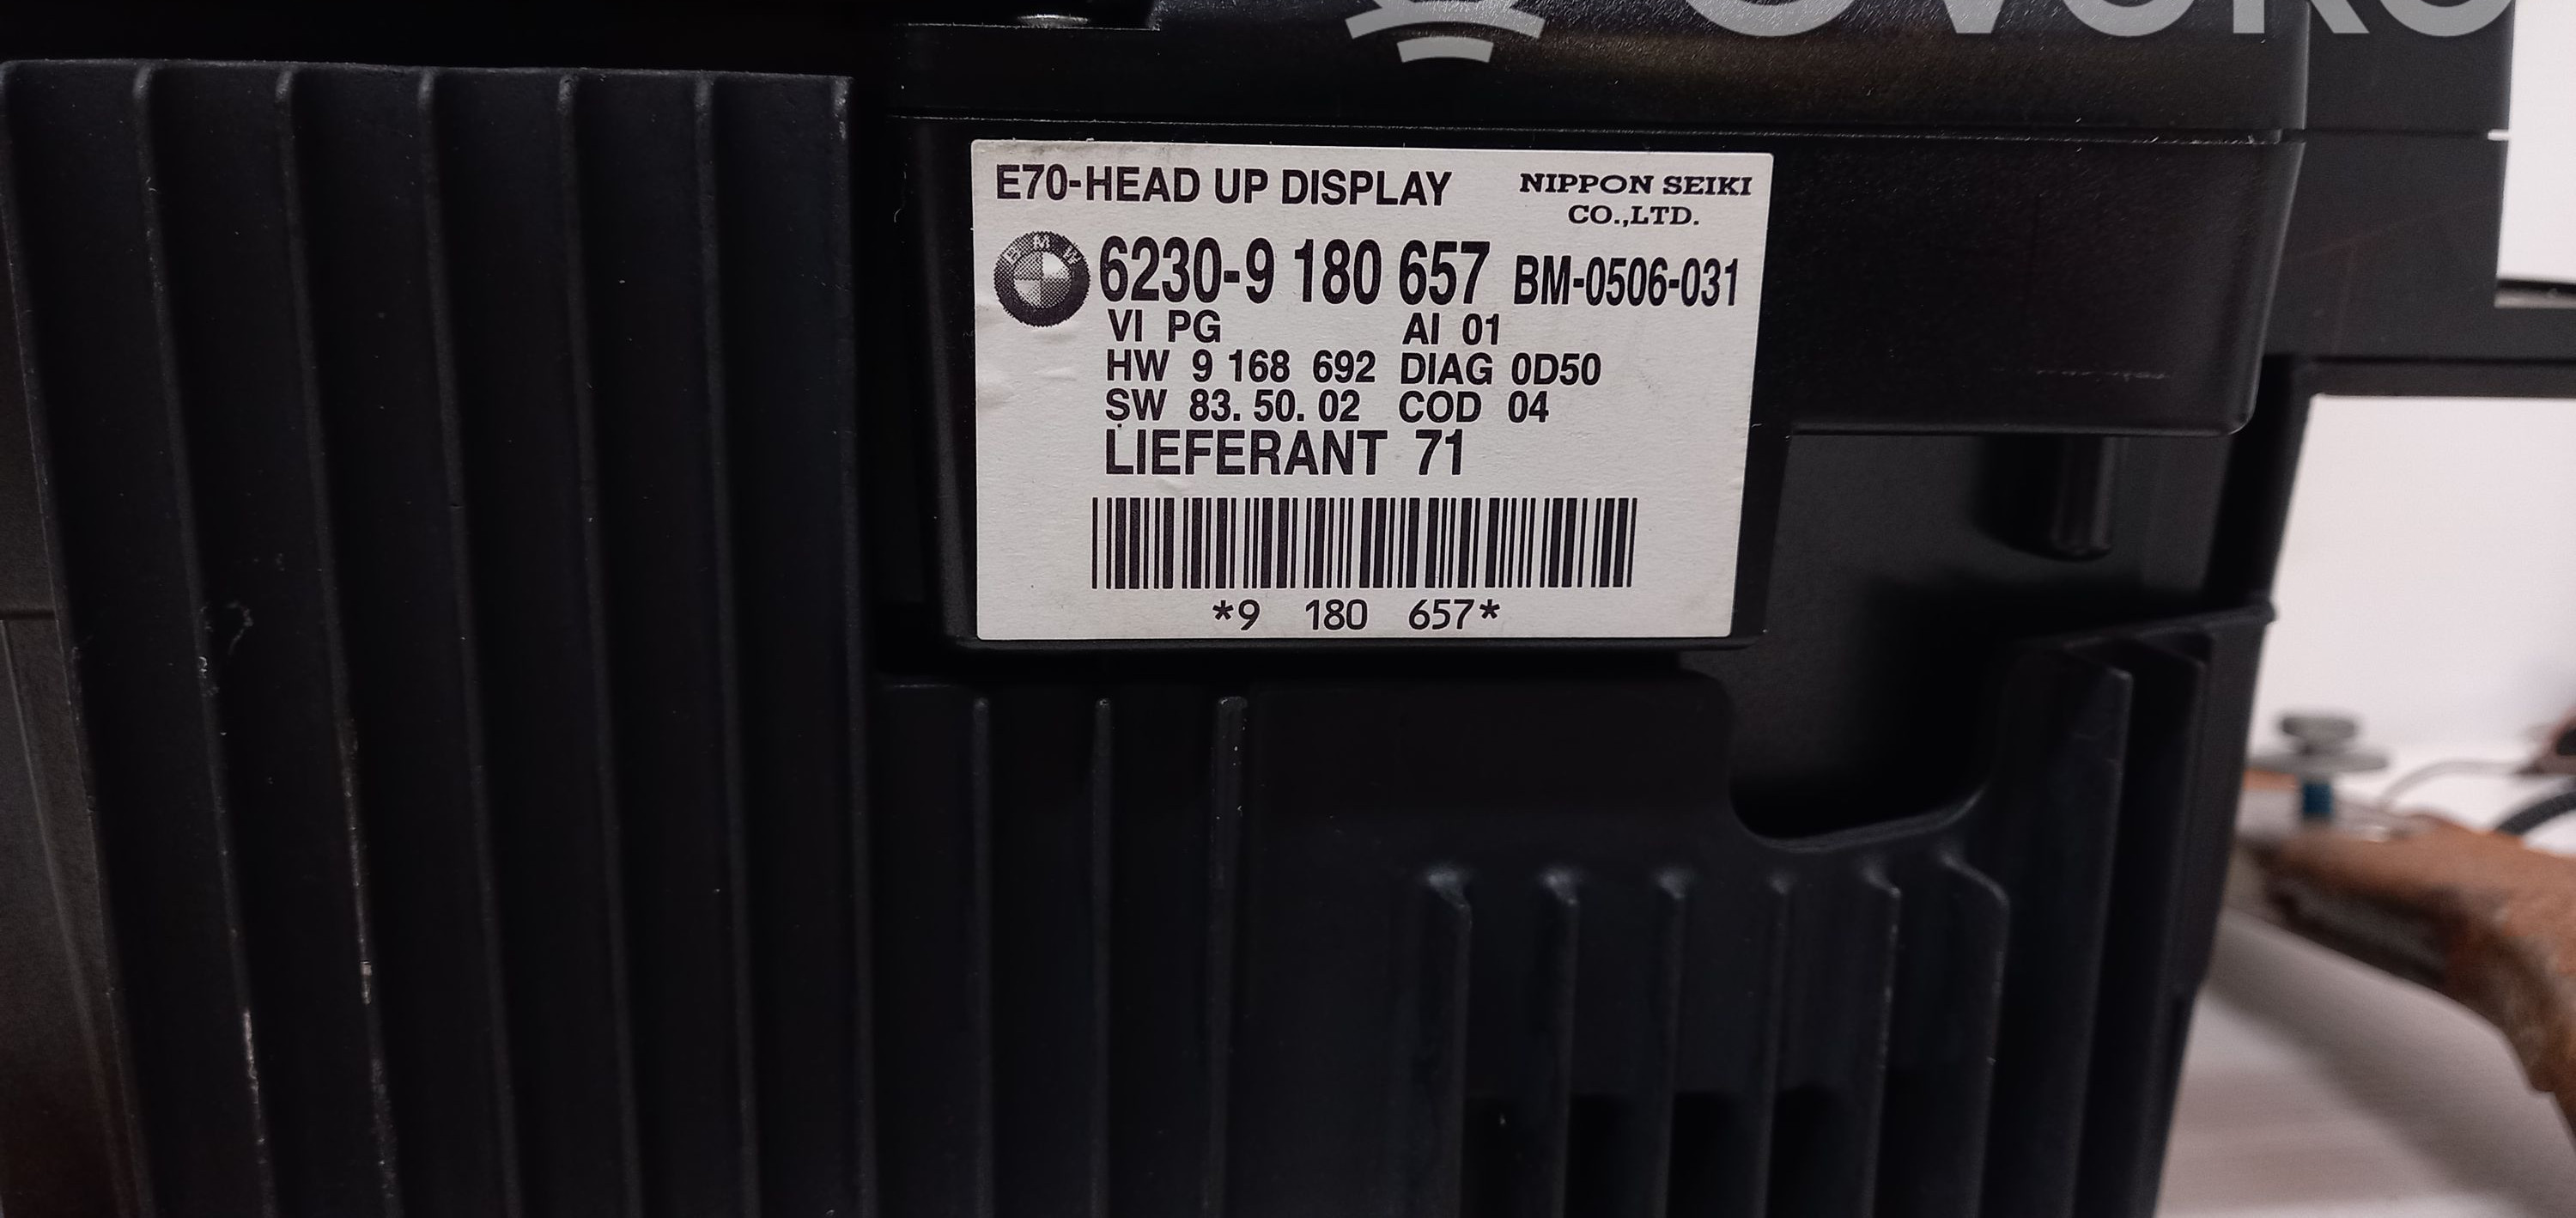 E70-HEAD UP DISPLAY
NIPPON SEIKI
CO.,LTD.
BMW
6230-9 180 657 BM-0506-031
VI PG AI 01
HW 9 168 692 DIAG 0D50
SW 83. 50. 02 COD 04
LIEFERANT 71
*9 180 657*